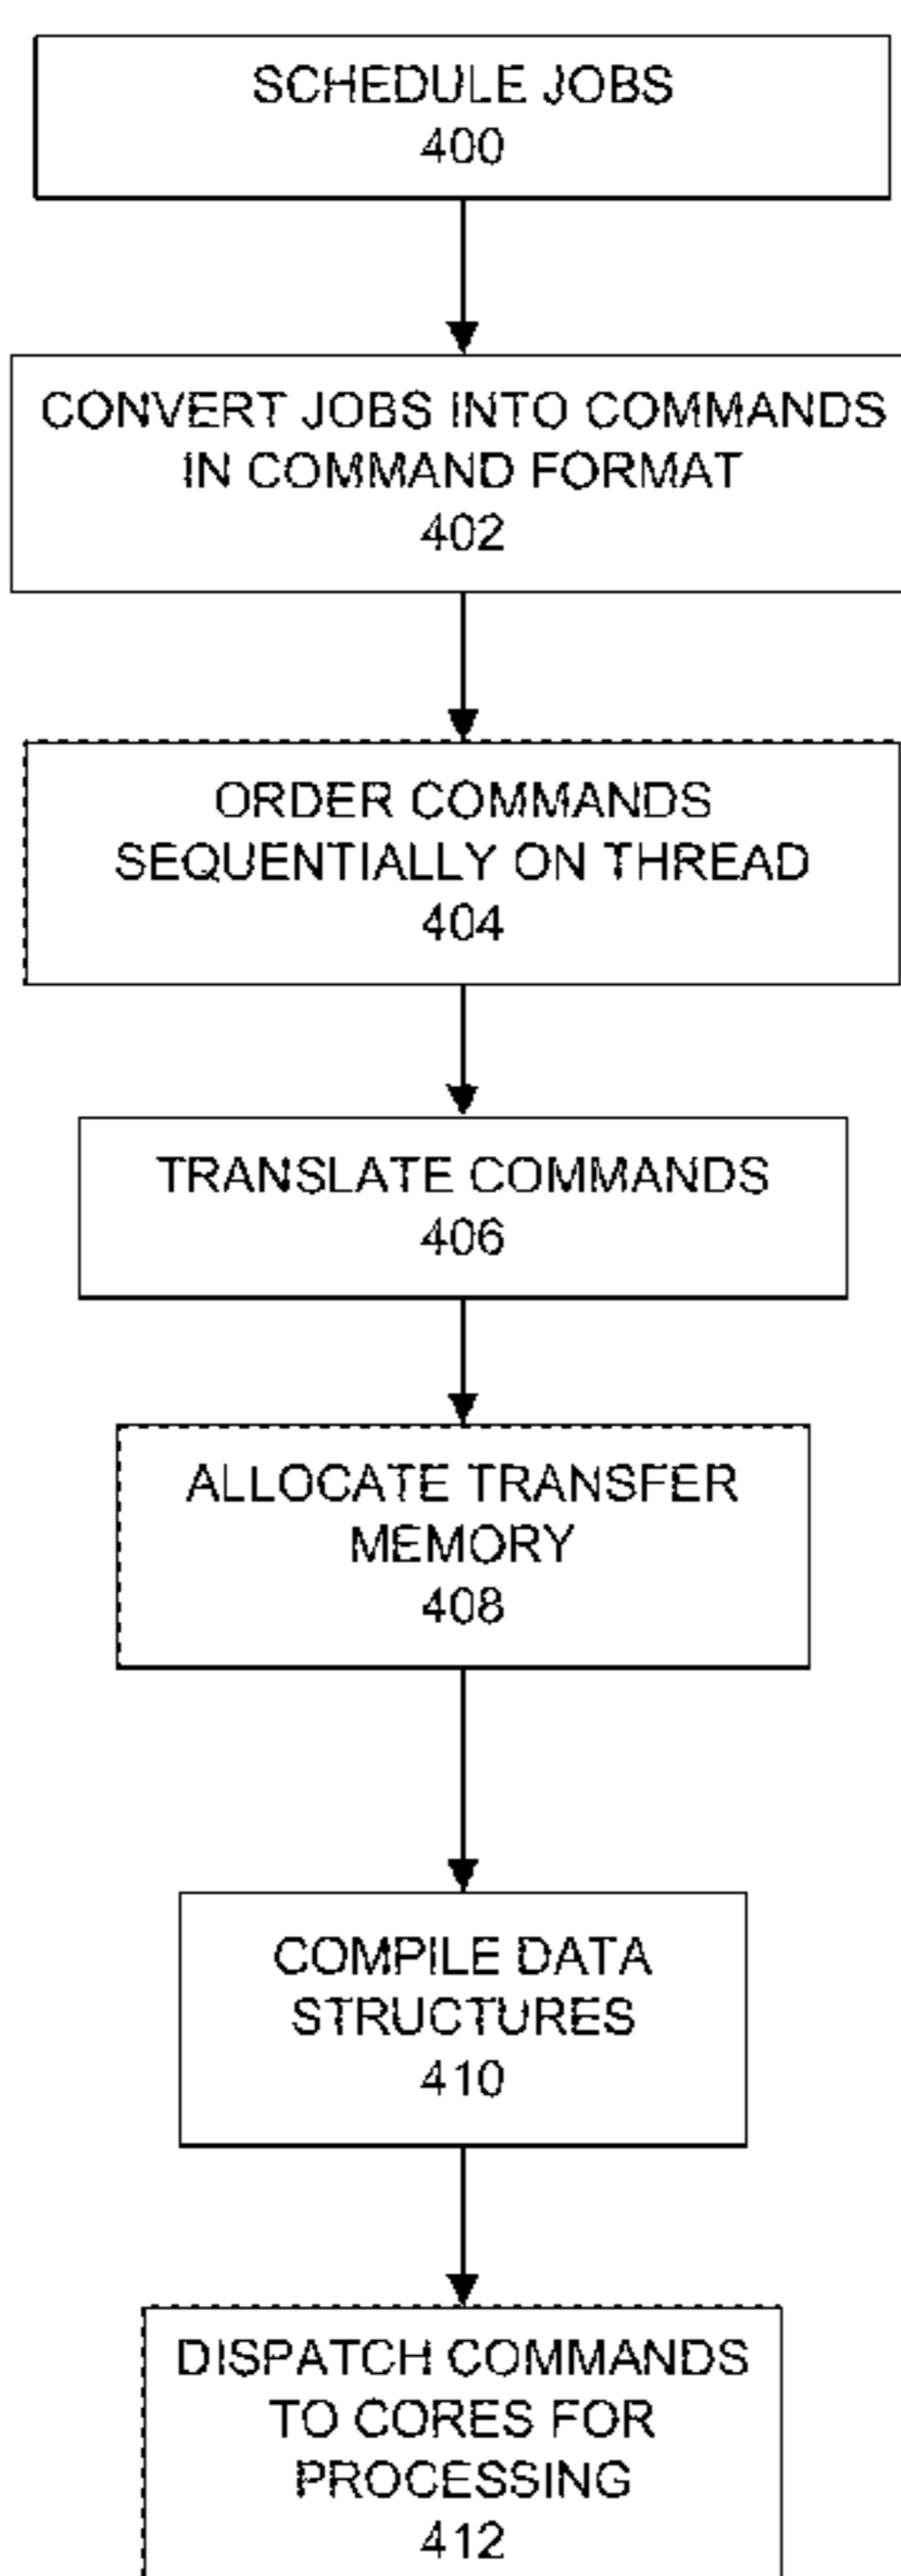 SCHEDULE JOBS
400
CONVERT JOBS INTO COMMANDS
IN COMMAND FORMAT
402
ORDER COMMANDS
SEQUENTIALLY ON THREAD
404
TRANSLATE COMMANDS
406
ALLOCATE TRANSFER
MEMORY
408
COMPILE DATA
STRUCTURES
410
DISPATCH COMMANDS
TO CORES FOR
PROCESSING
412